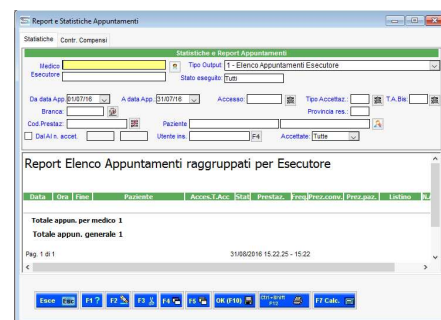 Report e Statistiche Appuntamenti
Statistiche Contr. Compensi
Statistiche e Report Appuntamenti
Medico Tipo Output 1 - Elenco Appuntamenti Esecutore
Esecutore Stato eseguito: Tutti
Da data App. 01/07/16 A data App. 31/07/16 Accesso: Tipo Accettaz.: T.A.Bis:
Branca: Provincia res.:
Cod.Prestaz: Paziente
Dal Al n. accet. Utente ins. F4 Accettate: Tutte
Report Elenco Appuntamenti raggruppati per Esecutore
Data Ora Fine Paziente Acces.T.Acc Stat Prestaz. Freq. Prez.conv. Prez.paz. Listino
Totale appun. per medico 1
Totale appun. generale 1
Pag. 1 di 1 31/08/2016 15.22.25 - 15:22
Esce Esc F1 ? F2 F3 F4 F5 OK (F10) Ctrl+Shift F12 F7 Calc.